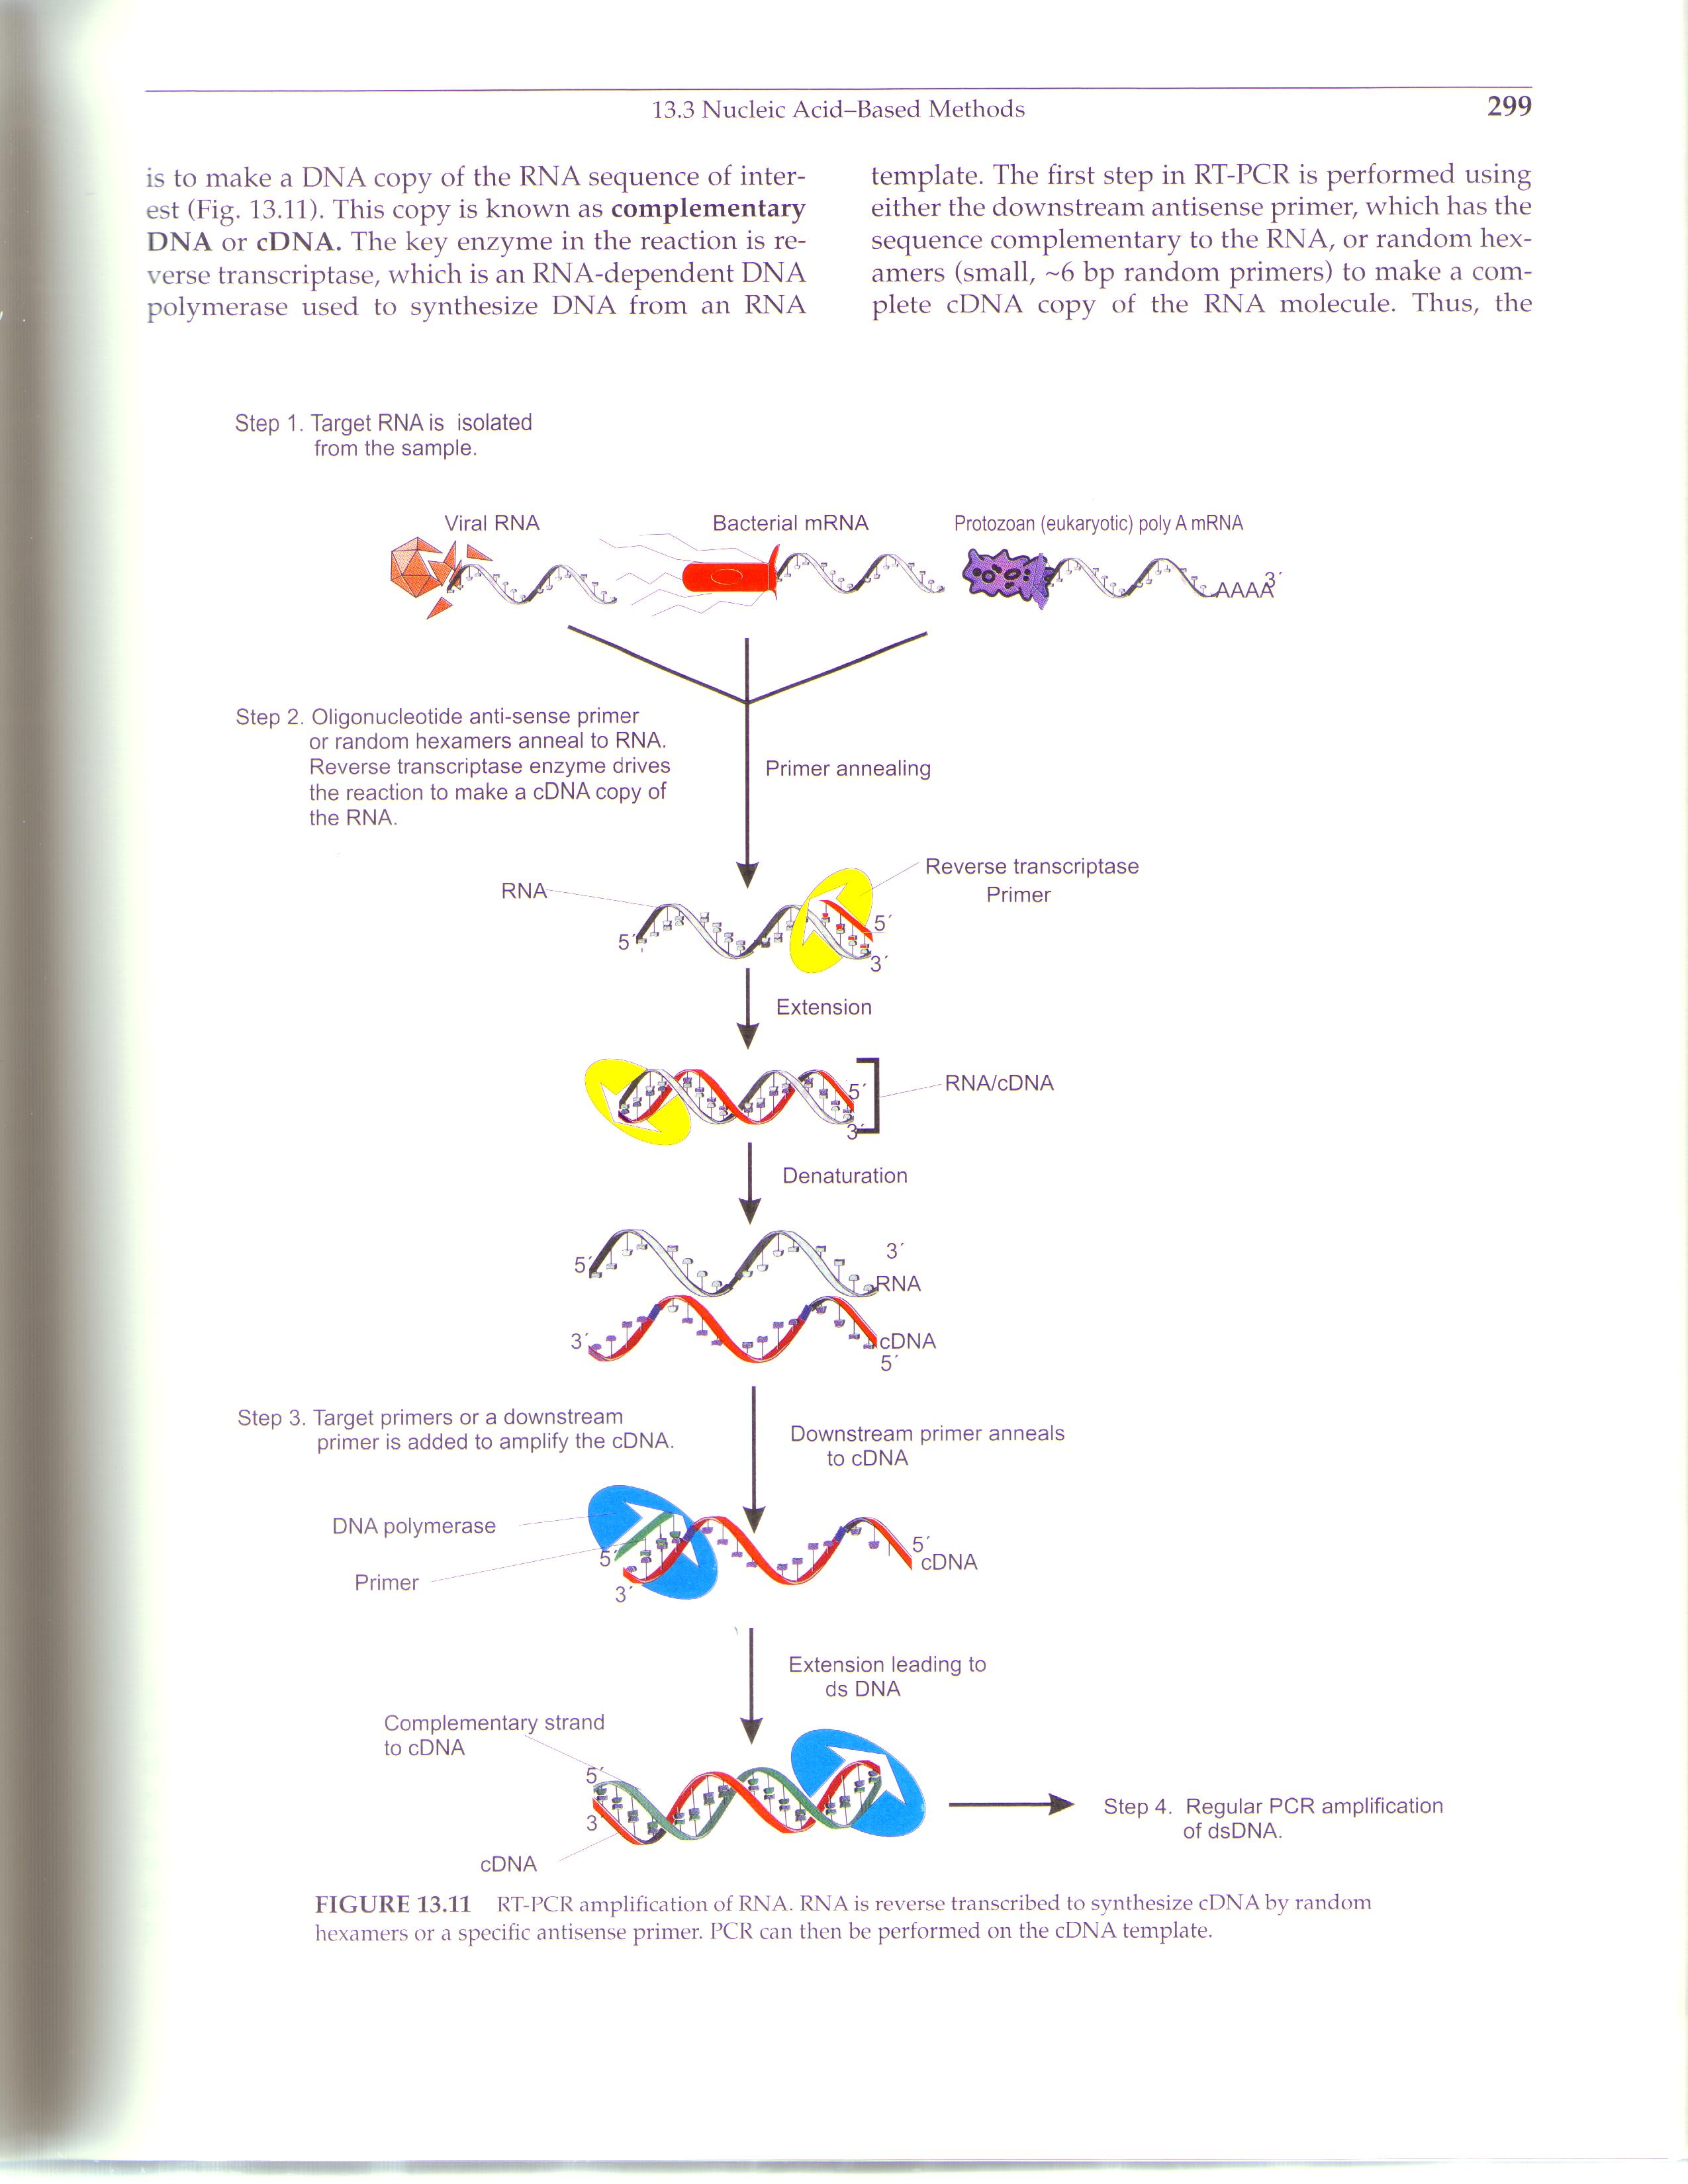 13.3 Nucleic Acid–Based Methods
299
is to make a DNA copy of the RNA sequence of inter-
est (Fig. 13.11). This copy is known as complementary
DNA or cDNA. The key enzyme in the reaction is re-
verse transcriptase, which is an RNA-dependent DNA
polymerase used to synthesize DNA from an RNA
template. The first step in RT-PCR is performed using
either the downstream antisense primer, which has the
sequence complementary to the RNA, or random hex-
amers (small, ~6 bp random primers) to make a com-
plete cDNA copy of the RNA molecule. Thus, the
Step 1. Target RNA is isolated
from the sample.
Viral RNA
Bacterial mRNA
Protozoan (eukaryotic) poly A mRNA
AAAA
3´
Step 2. Oligonucleotide anti-sense primer
or random hexamers anneal to RNA.
Reverse transcriptase enzyme drives
the reaction to make a cDNA copy of
the RNA.
Primer annealing
Reverse transcriptase
Primer
RNA
5´
5´
3´
Extension
5´
3´
RNA/cDNA
Denaturation
5´
3´
RNA
3´
cDNA
5´
Step 3. Target primers or a downstream
primer is added to amplify the cDNA.
Downstream primer anneals
to cDNA
DNA polymerase
Primer
5´
3´
5´
cDNA
Extension leading to
ds DNA
Complementary strand
to cDNA
5´
3
cDNA
Step 4. Regular PCR amplification
of dsDNA.
FIGURE 13.11 RT-PCR amplification of RNA. RNA is reverse transcribed to synthesize cDNA by random
hexamers or a specific antisense primer. PCR can then be performed on the cDNA template.